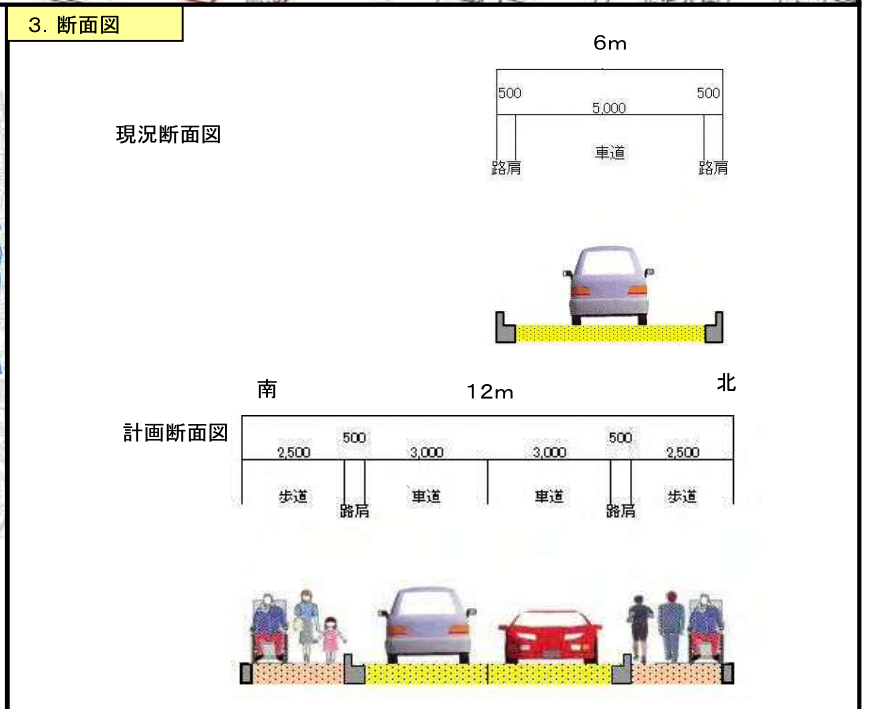 3. 断面図
6m
500
500
5,000
現況断面図
車道
路肩
路肩
南
12m
北
計画断面図
500
500
2,500
3,000
3,000
2,500
歩道
車道
車道
歩道
路肩
路肩